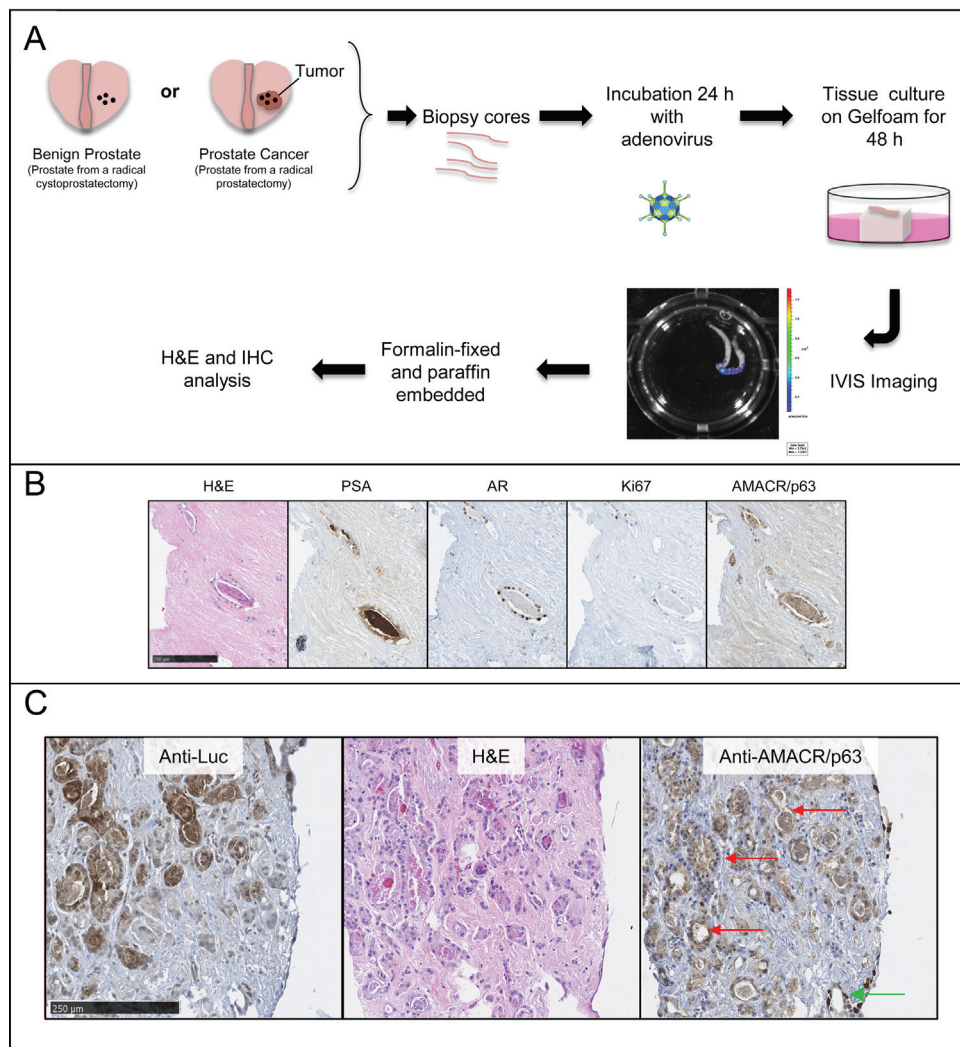 A
Tumor
or
Benign Prostate
(Prostate from a radical
cystoprostatectomy)
Prostate Cancer
(Prostate from a radical
prostatectomy)
Biopsy cores
Incubation 24 h
with
adenovirus
Tissue culture
on Gelfoam for
48 h
IVIS Imaging
Formalin-fixed
and paraffin
embedded
H&E and IHC
analysis
B
H&E
PSA
AR
Ki67
AMACR/p63
250 µm
C
Anti-Luc
H&E
Anti-AMACR/p63
250 µm